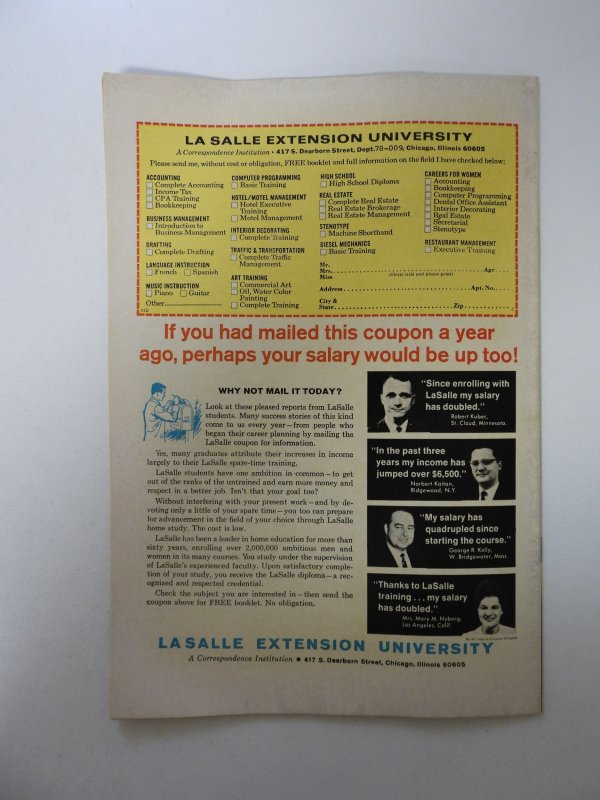 LA SALLE EXTENSION UNIVERSITY
A Correspondence Institution • 417 S. Dearborn Street, Dept. 78-009, Chicago, Illinois 60605
Please send me, without cost or obligation, FREE booklet and full information on the field I have checked below:
ACCOUNTING
Complete Accounting
Income Tax
CPA Training
Bookkeeping
BUSINESS MANAGEMENT
Introduction to
Business Management
DRAFTING
Complete Drafting
LANGUAGE INSTRUCTION
French Spanish
MUSIC INSTRUCTION
Piano Guitar
Other
110
COMPUTER PROGRAMMING
Basic Training
HOTEL/MOTEL MANAGEMENT
Hotel Executive
Training
Motel Management
INTERIOR DECORATING
Complete Training
TRAFFIC & TRANSPORTATION
Complete Traffic
Management
ART TRAINING
Commercial Art
Oil, Water Color
Painting
Complete Training
HIGH SCHOOL
High School Diploma
REAL ESTATE
Complete Real Estate
Real Estate Brokerage
Real Estate Management
STENOTYPE
Machine Shorthand
DIESEL MECHANICS
Basic Training
CAREERS FOR WOMEN
Accounting
Bookkeeping
Computer Programming
Dental Office Assistant
Interior Decorating
Real Estate
Secretarial
Stenotype
RESTAURANT MANAGEMENT
Executive Training
Mr.
Mrs. Age
Miss (Please print name and address)
Address Apt. No.
City &
State Zip
If you had mailed this coupon a year
ago, perhaps your salary would be up too!
WHY NOT MAIL IT TODAY?
Look at these pleased reports from LaSalle
students. Many success stories of this kind
come to us every year—from people who
began their career planning by mailing the
LaSalle coupon for information.
Yes, many graduates attribute their increases in income
largely to their LaSalle spare-time training.
LaSalle students have one ambition in common—to get
out of the ranks of the untrained and earn more money and
respect in a better job. Isn't that your goal too?
Without interfering with your present work—and by de-
voting only a little of your spare time—you too can prepare
for advancement in the field of your choice through LaSalle
home study. The cost is low.
LaSalle has been a leader in home education for more than
sixty years, enrolling over 2,000,000 ambitious men and
women in its many courses. You study under the supervision
of LaSalle's experienced faculty. Upon satisfactory comple-
tion of your study, you receive the LaSalle diploma—a rec-
ognized and respected credential.
Check the subject you are interested in—then send the
coupon above for FREE booklet. No obligation.
"Since enrolling with
LaSalle my salary
has doubled."
Robert Kubec,
St. Cloud, Minnesota.
"In the past three
years my income has
jumped over $6,500."
Norbert Kaitan,
Ridgewood, N.Y.
"My salary has
quadrupled since
starting the course."
George R. Kelly,
W. Bridgewater, Mass.
"Thanks to LaSalle
training ... my salary
has doubled."
Mrs. Mary M. Nyberg,
Los Angeles, Calif.
LA SALLE EXTENSION UNIVERSITY
A Correspondence Institution • 417 S. Dearborn Street, Chicago, Illinois 60605